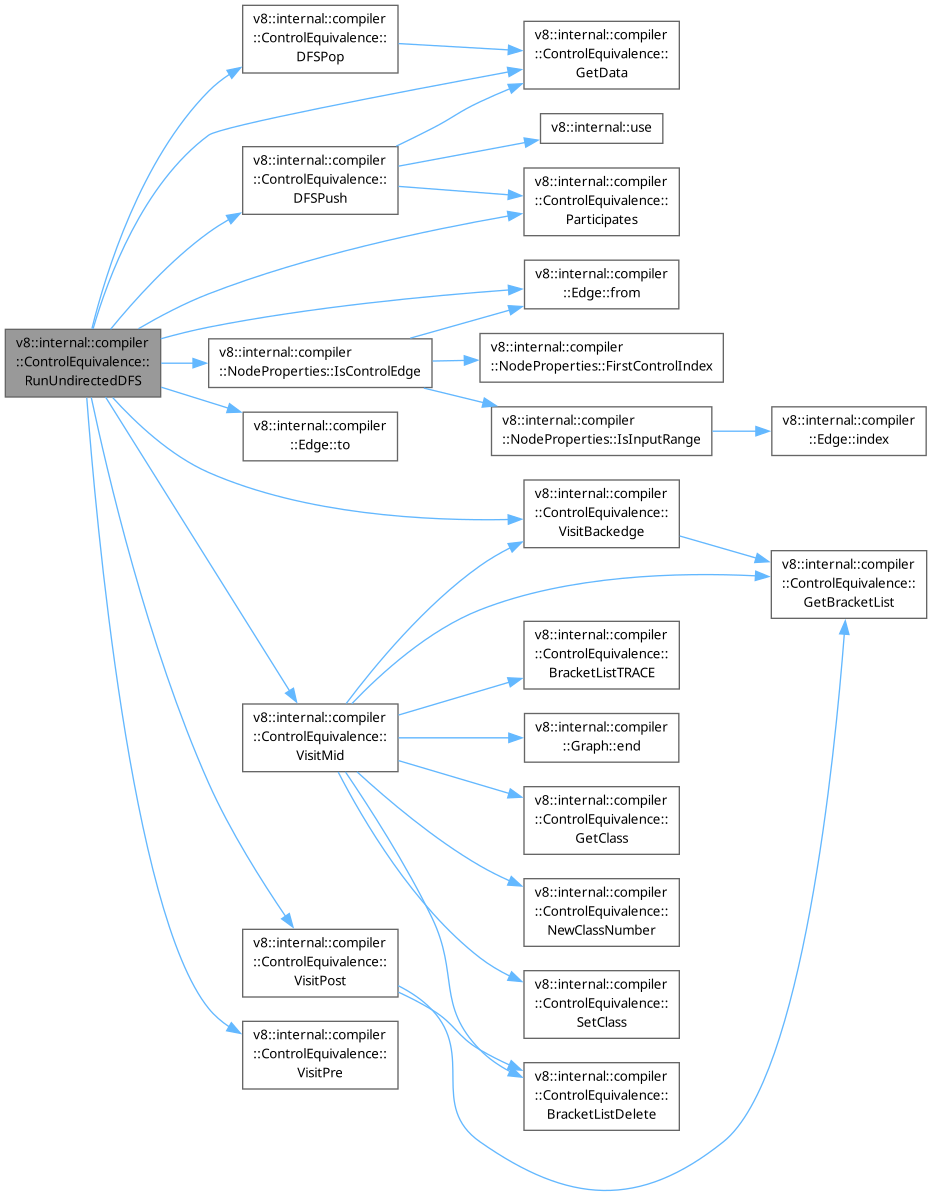 v8::internal::compiler
::ControlEquivalence::
RunUndirectedDFS
v8::internal::compiler
::ControlEquivalence::
DFSPop
v8::internal::compiler
::ControlEquivalence::
GetData
v8::internal::compiler
::ControlEquivalence::
DFSPush
v8::internal::use
v8::internal::compiler
::ControlEquivalence::
Participates
v8::internal::compiler
::Edge::from
v8::internal::compiler
::NodeProperties::IsControlEdge
v8::internal::compiler
::NodeProperties::FirstControlIndex
v8::internal::compiler
::NodeProperties::IsInputRange
v8::internal::compiler
::Edge::index
v8::internal::compiler
::Edge::to
v8::internal::compiler
::ControlEquivalence::
VisitBackedge
v8::internal::compiler
::ControlEquivalence::
GetBracketList
v8::internal::compiler
::ControlEquivalence::
VisitMid
v8::internal::compiler
::ControlEquivalence::
BracketListTRACE
v8::internal::compiler
::Graph::end
v8::internal::compiler
::ControlEquivalence::
GetClass
v8::internal::compiler
::ControlEquivalence::
NewClassNumber
v8::internal::compiler
::ControlEquivalence::
SetClass
v8::internal::compiler
::ControlEquivalence::
BracketListDelete
v8::internal::compiler
::ControlEquivalence::
VisitPost
v8::internal::compiler
::ControlEquivalence::
VisitPre